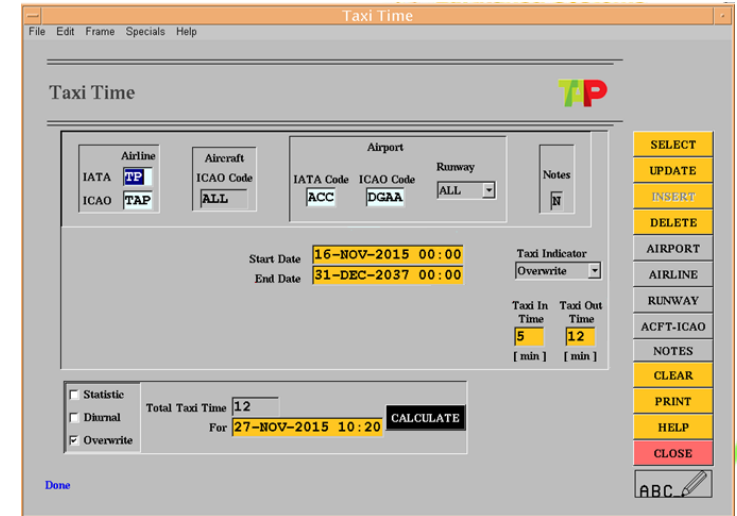 Taxi Time
File Edit Frame Specials Help
Taxi Time
TAP
Airline
IATA TP
ICAO TAP
Aircraft
ICAO Code
ALL
Airport
IATA Code ICAO Code Runway
ACC DGAA ALL
Notes
N
Start Date 16-NOV-2015 00:00
End Date 31-DEC-2037 00:00
Taxi Indicator
Overwrite
Taxi In Taxi Out
Time Time
5 12
[ min ] [ min ]
Statistic
Diurnal
Overwrite
Total Taxi Time 12
For 27-NOV-2015 10:20
CALCULATE
SELECT
UPDATE
INSERT
DELETE
AIRPORT
AIRLINE
RUNWAY
ACFT-ICAO
NOTES
CLEAR
PRINT
HELP
CLOSE
ABC_
Done